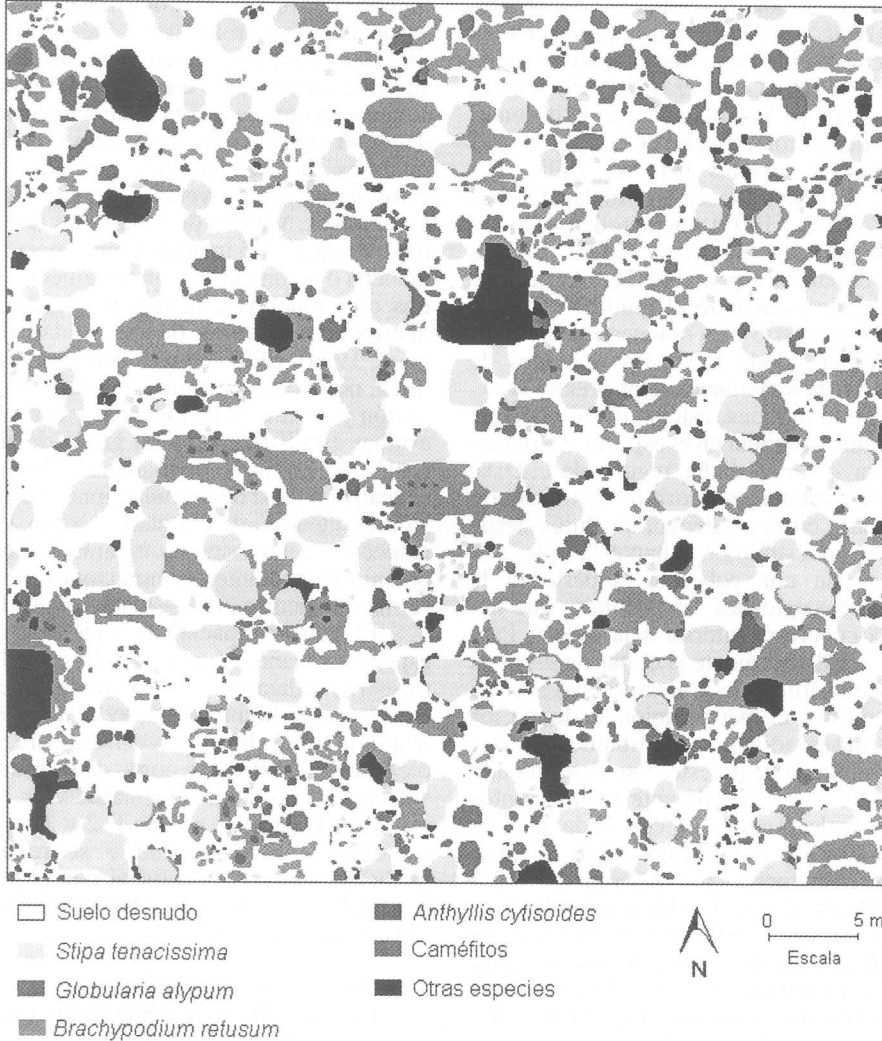 Suelo desnudo
Stipa tenacissima
Globularia alypum
Brachypodium retusum
Anthyllis cytisoides
Caméfitos
Otras especies
N
0 5 m
Escala